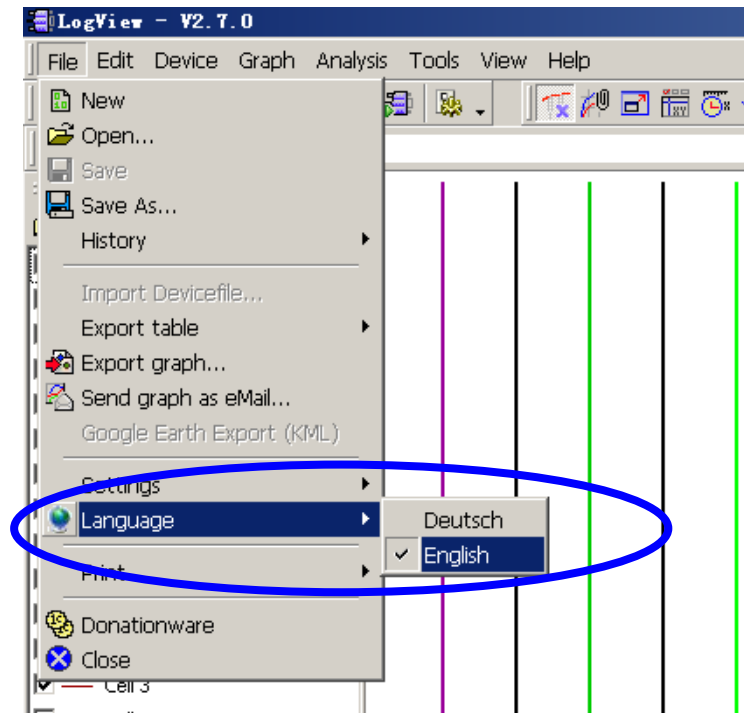 LogView - V2.7.0
File Edit Device Graph Analysis Tools View Help
New
Open...
Save
Save As...
History
Import Devicefile...
Export table
Export graph...
Send graph as eMail...
Google Earth Export (KML)
Settings
Language
Deutsch
English
Print
Donationware
Close
Cell 3